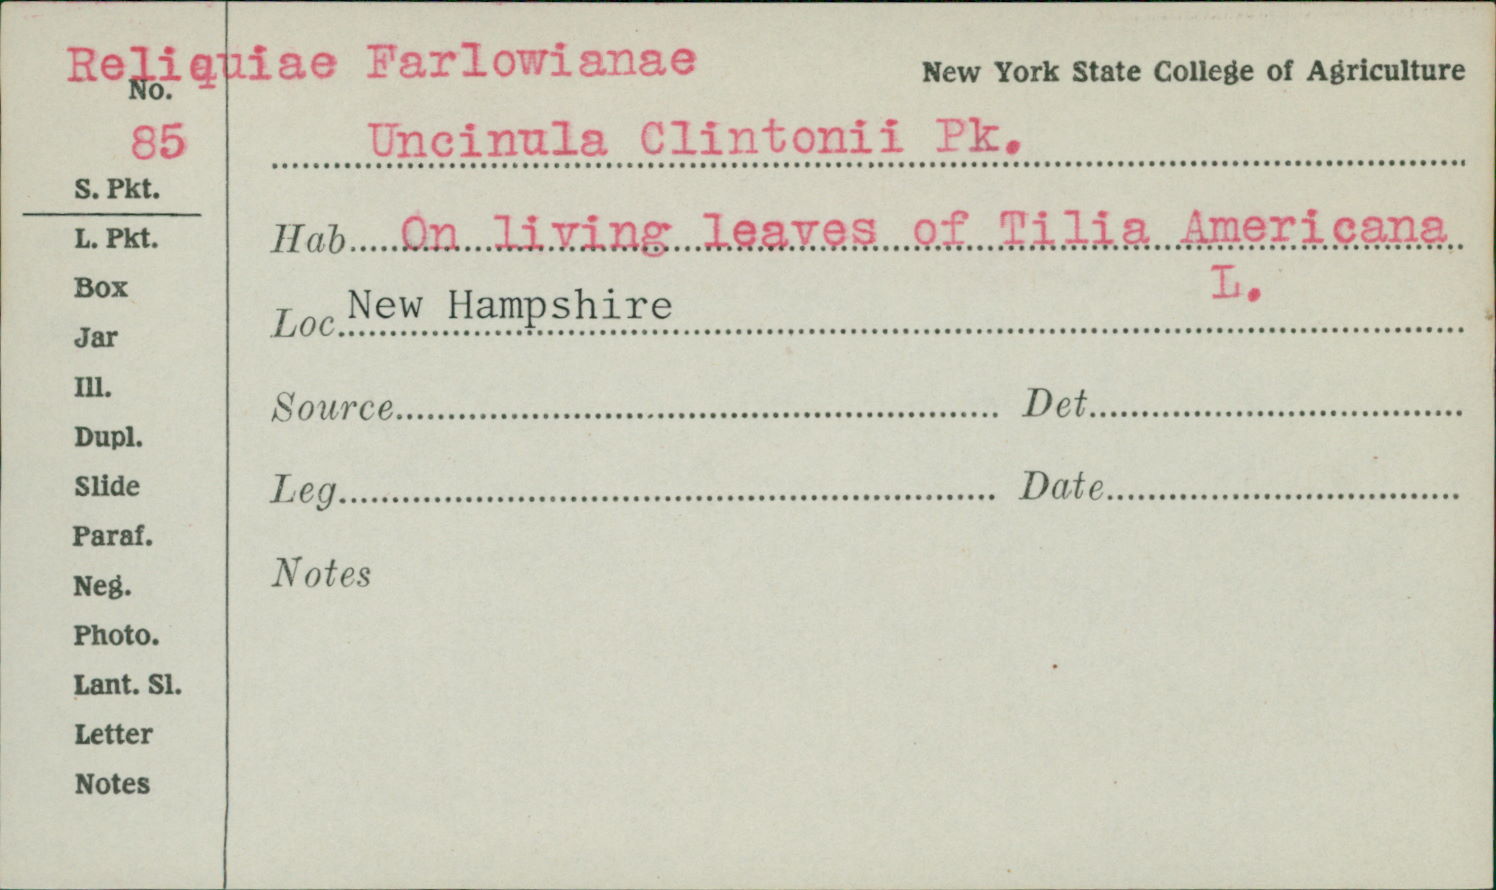 Reliquiae Farlowianae
New York State College of Agriculture
No.
85
Uncinula Clintonii Pk.
S. Pkt.
L. Pkt.
Hab. On living leaves of Tilia Americana
L.
Box
Loc. New Hampshire
Jar
Ill.
Source Det.
Dupl.
Slide
Leg. Date
Paraf.
Notes
Neg.
Photo.
Lant. Sl.
Letter
Notes